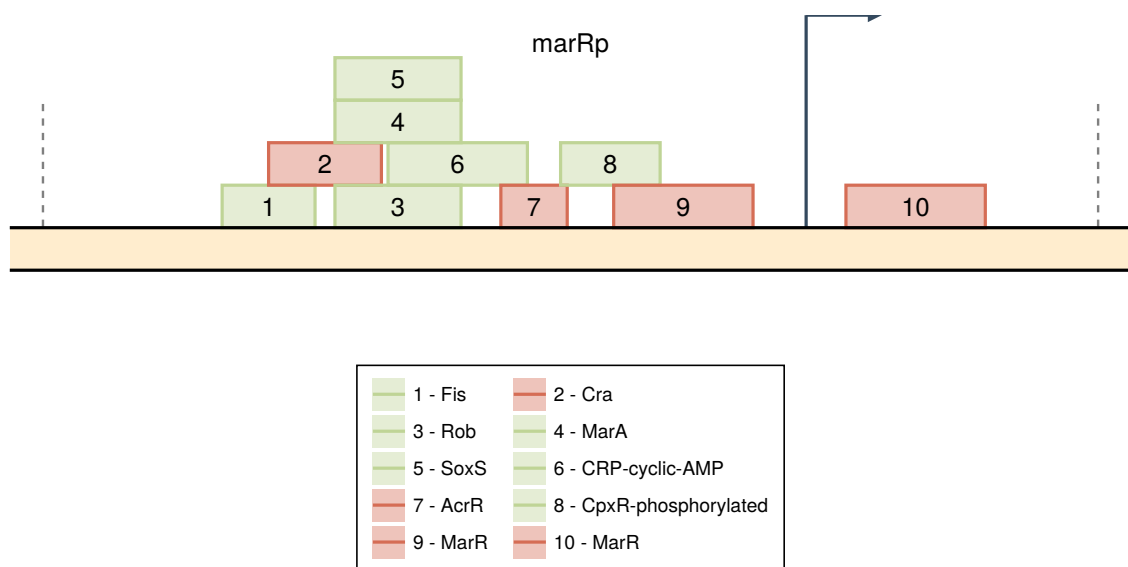 marRp
5
4
2 6 8
1 3 7 9 10
1 - Fis 2 - Cra
3 - Rob 4 - MarA
5 - SoxS 6 - CRP-cyclic-AMP
7 - AcrR 8 - CpxR-phosphorylated
9 - MarR 10 - MarR